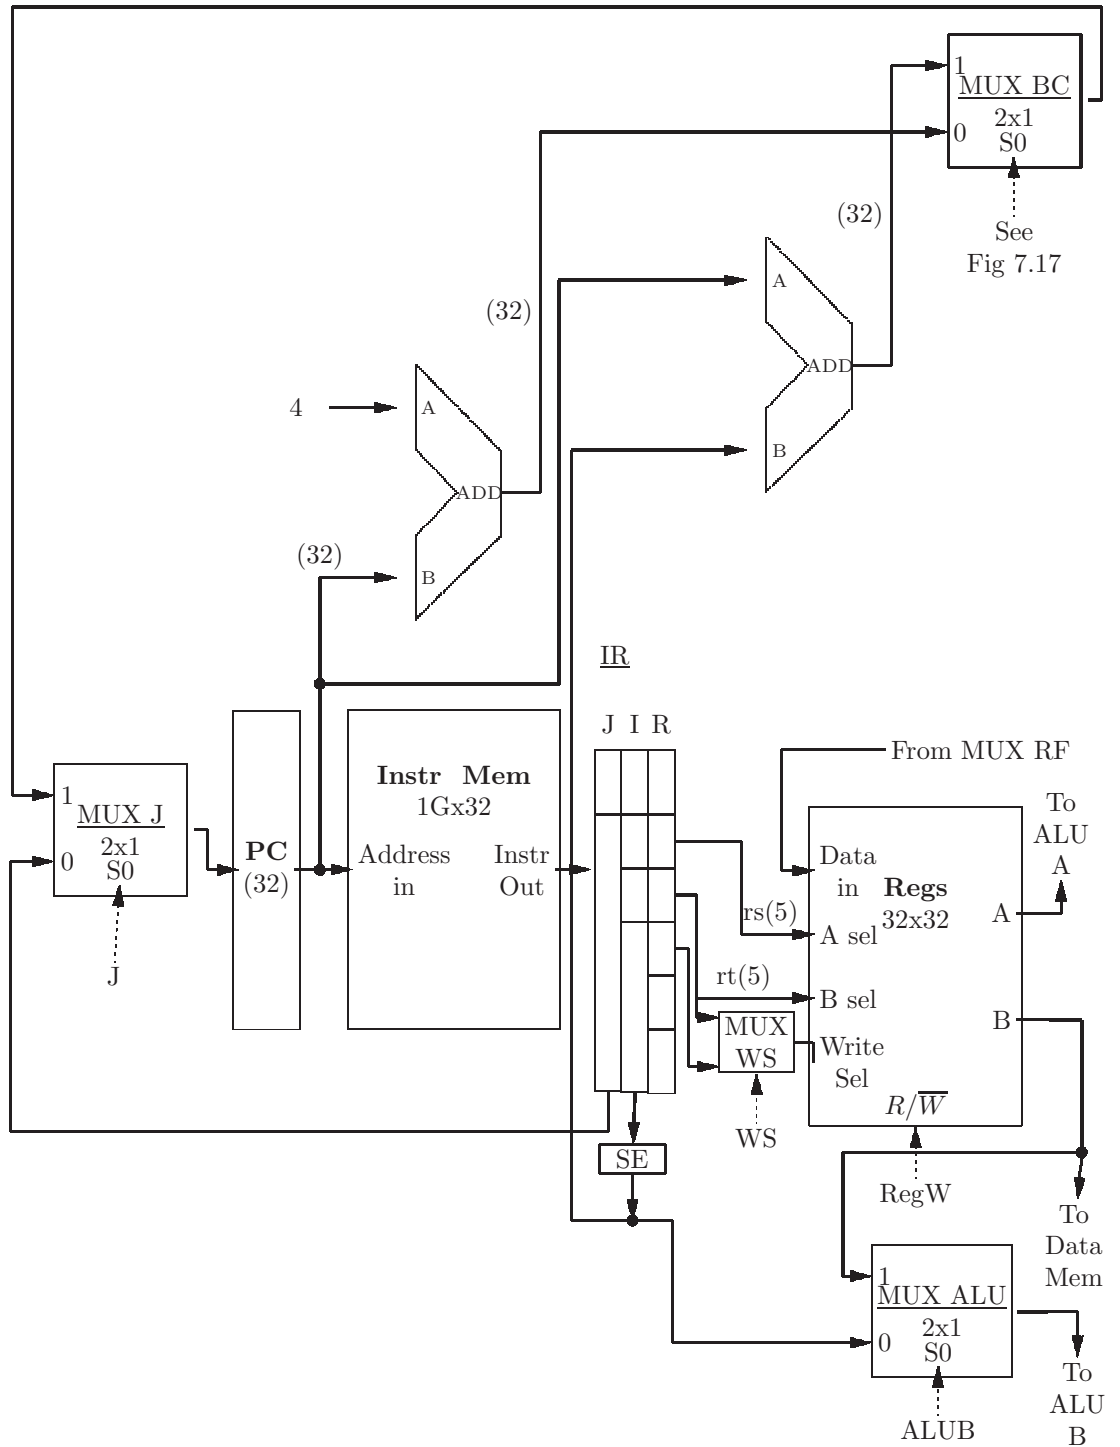 1
MUX BC
2x1
0
S0
(32)
See
Fig 7.17
A
(32)
ADD
4
A
B
ADD
(32)
B
IR
J I R
From MUX RF
Instr Mem
1Gx32
To
ALU
A
1
MUX J
2x1
0
S0
PC
(32)
Address
in
Instr
Out
Data
in
Regs
32x32
rs(5)
A sel
A
J
rt(5)
B sel
B
MUX
WS
Write
Sel
R/W̅
WS
SE
RegW
To
Data
Mem
1
MUX ALU
2x1
0
S0
To
ALU
B
ALUB